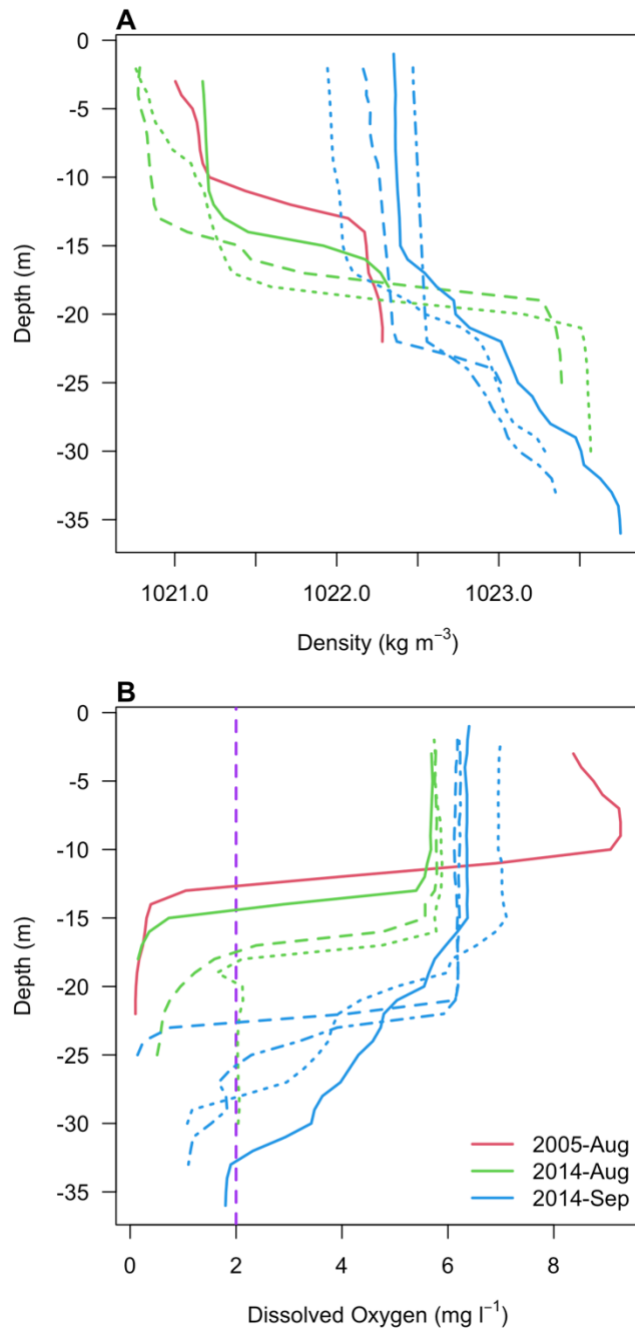 A
0
-5
-10
-15
-20
-25
-30
-35
Depth (m)
1021.0 1022.0 1023.0
Density (kg m⁻³)
B
0
-5
-10
-15
-20
-25
-30
-35
Depth (m)
2005-Aug
2014-Aug
2014-Sep
0 2 4 6 8
Dissolved Oxygen (mg l⁻¹)